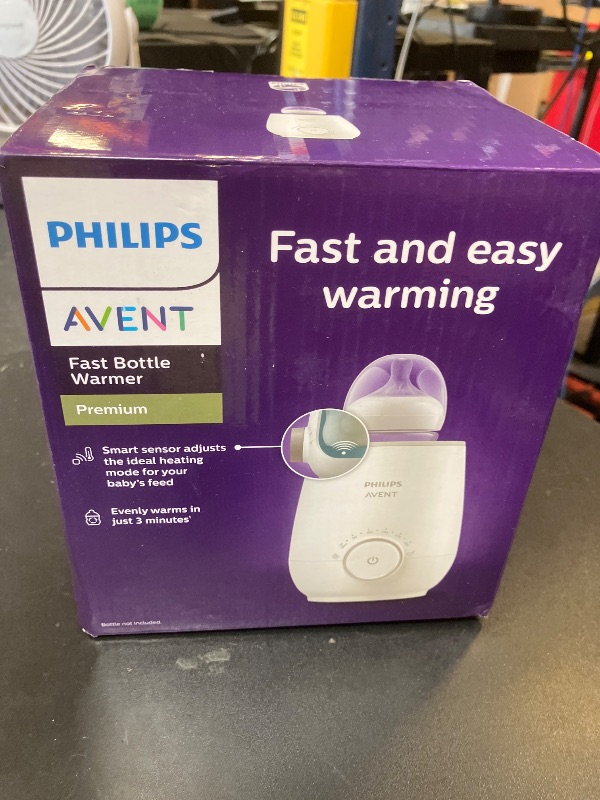 PHILIPS
AVENT
Fast Bottle
Warmer
Premium
Smart sensor adjusts
the ideal heating
mode for your
baby's feed
Evenly warms in
just 3 minutes¹
Bottle not included.
Fast and easy
warming
PHILIPS
AVENT